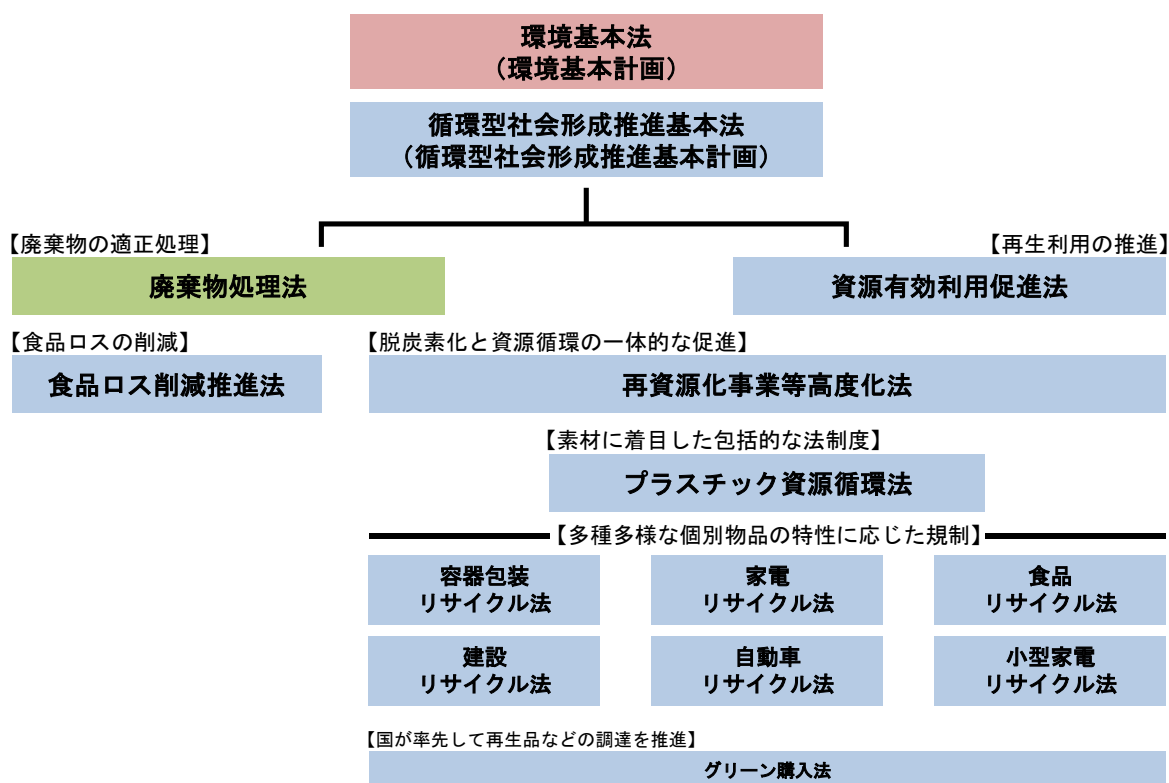 環境基本法
（環境基本計画）
循環型社会形成推進基本法
（循環型社会形成推進基本計画）
【廃棄物の適正処理】
【再生利用の推進】
廃棄物処理法
資源有効利用促進法
【食品ロスの削減】
【脱炭素化と資源循環の一体的な促進】
食品ロス削減推進法
再資源化事業等高度化法
【素材に着目した包括的な法制度】
プラスチック資源循環法
【多種多様な個別物品の特性に応じた規制】
容器包装
リサイクル法
家電
リサイクル法
食品
リサイクル法
建設
リサイクル法
自動車
リサイクル法
小型家電
リサイクル法
【国が率先して再生品などの調達を推進】
グリーン購入法